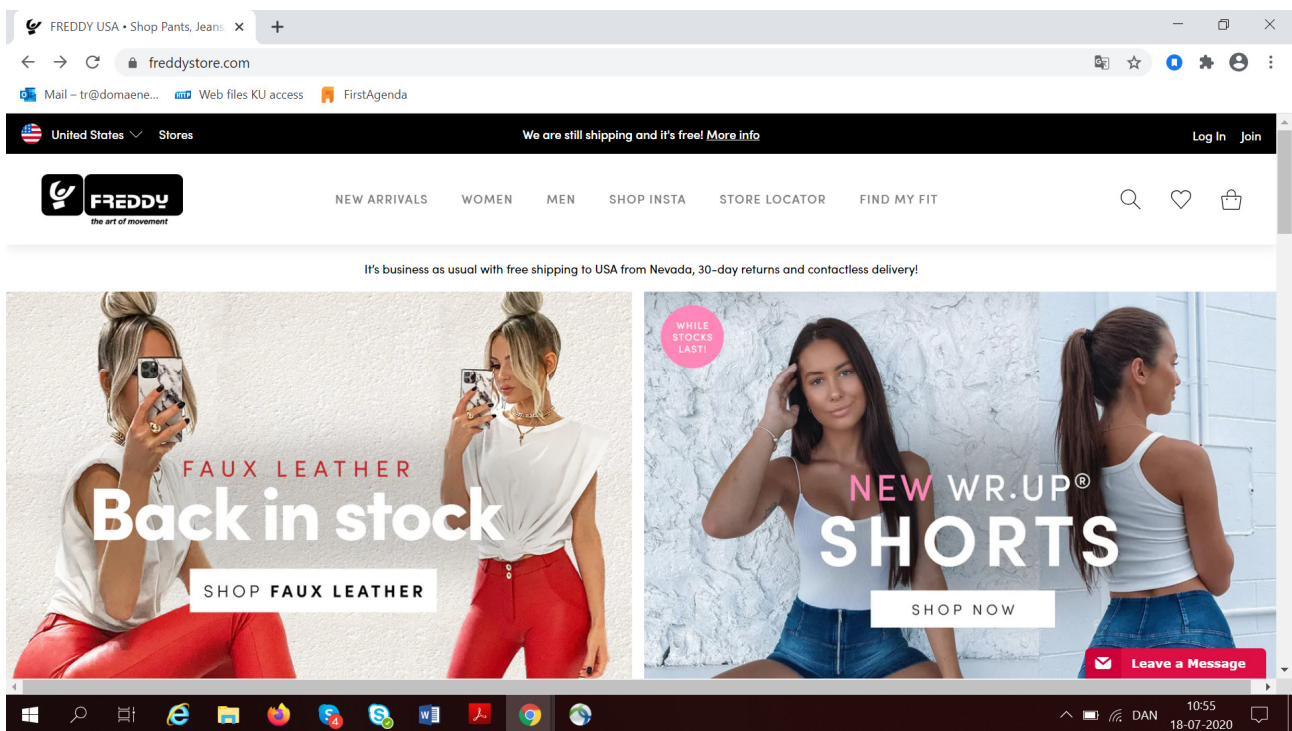 FREDDY USA • Shop Pants, Jeans
freddystore.com
Mail – tr@domaene... Web files KU access FirstAgenda
United States Stores
We are still shipping and it's free! More info
Log In Join
FREDDY
the art of movement
NEW ARRIVALS WOMEN MEN SHOP INSTA STORE LOCATOR FIND MY FIT
It's business as usual with free shipping to USA from Nevada, 30-day returns and contactless delivery!
FAUX LEATHER
Back in stock
SHOP FAUX LEATHER
WHILE
STOCKS
LAST!
NEW WR.UP®
SHORTS
SHOP NOW
Leave a Message
4
DAN
10:55
18-07-2020